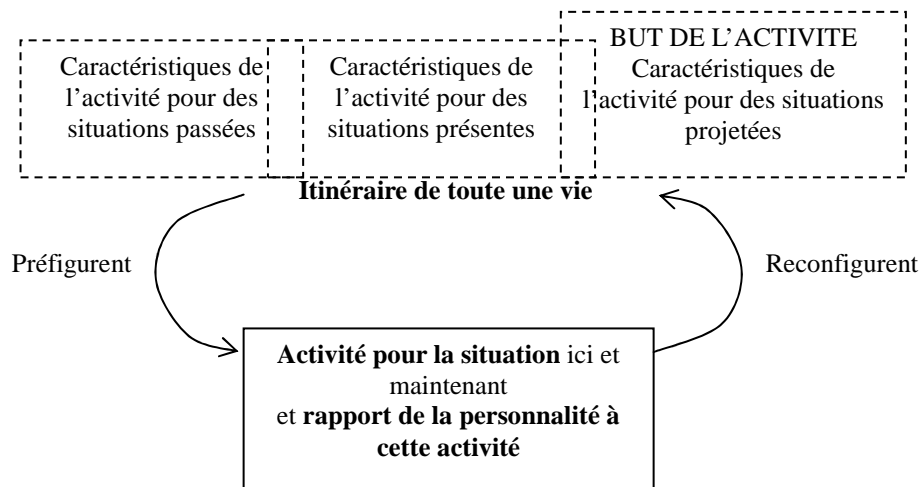 Caractéristiques de
l’activité pour des
situations passées
Caractéristiques de
l’activité pour des
situations présentes
BUT DE L’ACTIVITE
Caractéristiques de
l’activité pour des situations
projetées
Itinéraire de toute une vie
Préfigurent
Reconfigurent
Activité pour la situation ici et
maintenant
et rapport de la personnalité à
cette activité